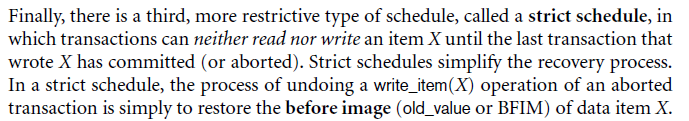 Finally, there is a third, more restrictive type of schedule, called a strict schedule, in
which transactions can neither read nor write an item X until the last transaction that
wrote X has committed (or aborted). Strict schedules simplify the recovery process.
In a strict schedule, the process of undoing a write_item(X) operation of an aborted
transaction is simply to restore the before image (old_value or BFIM) of data item X.